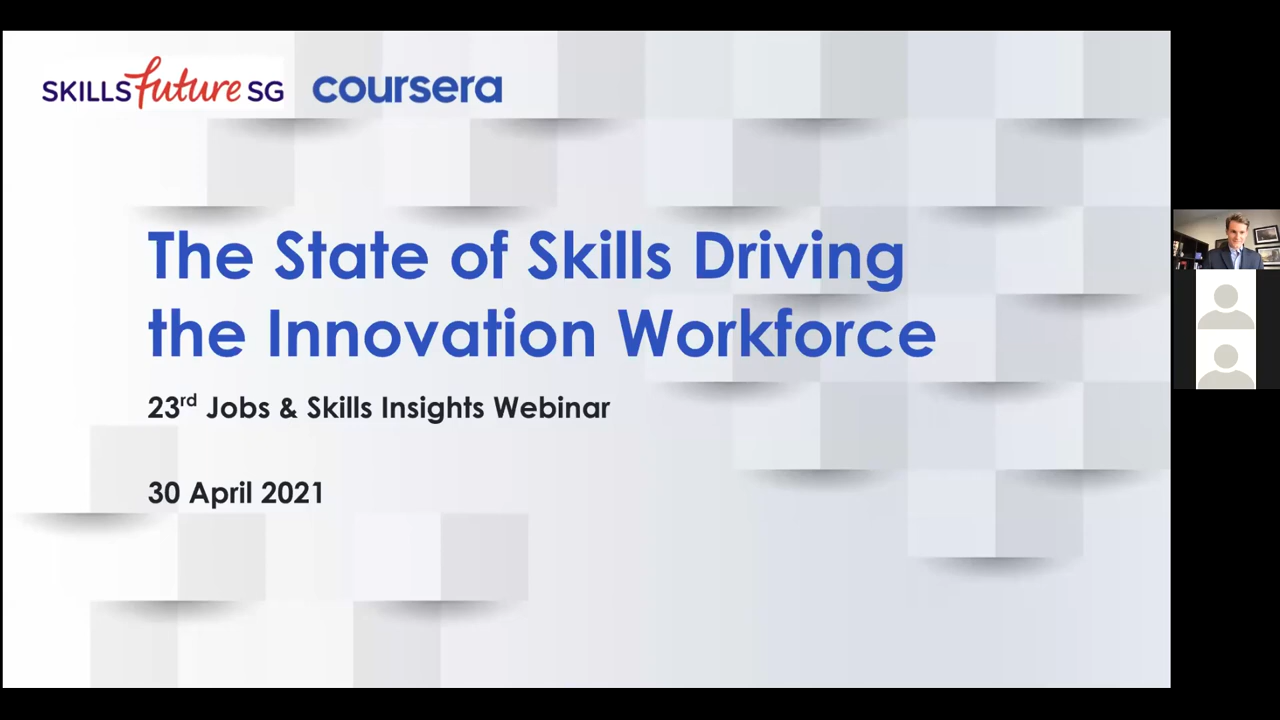 SKILLS future SG
coursera
The State of Skills Driving
the Innovation Workforce
23rd Jobs & Skills Insights Webinar
30 April 2021